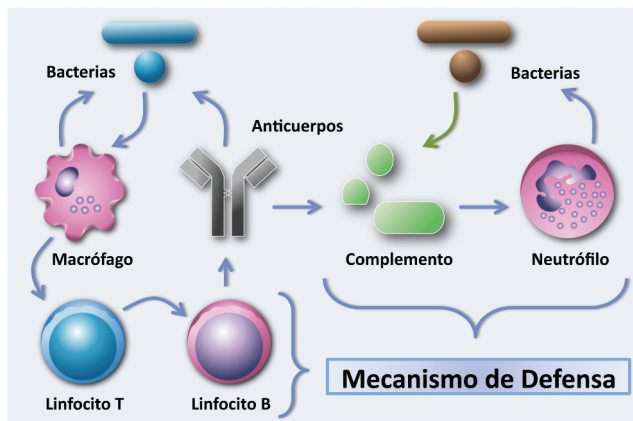 Bacterias
Bacterias
Anticuerpos
Macrófago
Complemento
Neutrófilo
Linfocito T
Linfocito B
Mecanismo de Defensa